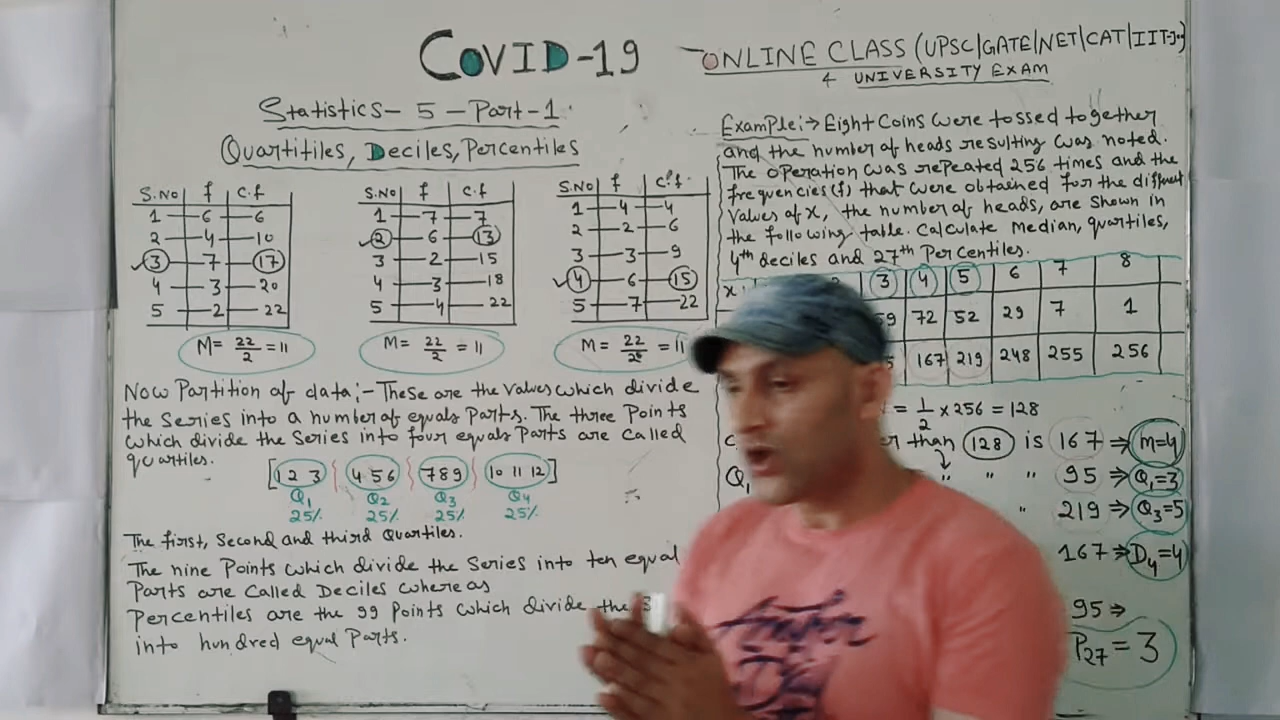 COVID-19
ONLINE CLASS (UPSC|GATE|NET|CAT|IIT-J
& UNIVERSITY EXAM
Statistics- 5 -Part-1
Quartifiles, Deciles, Percentiles
S.No f c.f
1 6 6
2 4 10
3 7 17
4 3 20
5 2 22
M= 22/2 = 11
S.No f c.f
1 7 7
2 6 13
3 2 15
4 3 18
5 4 22
M= 22/2 = 11
S.No f c.f.
1 4 4
2 2 6
3 3 9
4 6 15
5 7 22
M = 22/2 = 11
Now Partition of data:- These are the values which divide
the Series into a number of equals Parts. The three Points
which divide the Series into four equals Parts are called
quartiles.
[1 2 3 4 5 6 7 8 9 10 11 12]
Q1 Q2 Q3 Q4
25% 25% 25% 25%
The first, Second and third Quartiles.
The nine Points which divide the Series into ten equal
Parts are Called Deciles whereas
Percentiles are the 99 Points which divide the S
into hundred equal Parts.
Example:→ Eight Coins were tossed together
and the number of heads resulting was noted.
The operation was repeated 256 times and the
frequencies(f) that were obtained for the different
Values of X, the number of heads, are shown in
the following table. Calculate Median, quartiles,
4th deciles and 27th Percentiles.
x 3 4 5 6 7 8
59 72 52 29 7 1
167 219 248 255 256
= 1/2 x 256 = 128
than 128 is 167 ⇒ M=4
Q1 " " " 95 ⇒ Q1=3
" 219 ⇒ Q3=5
167 ⇒ D4=4
95 ⇒
P27 = 3